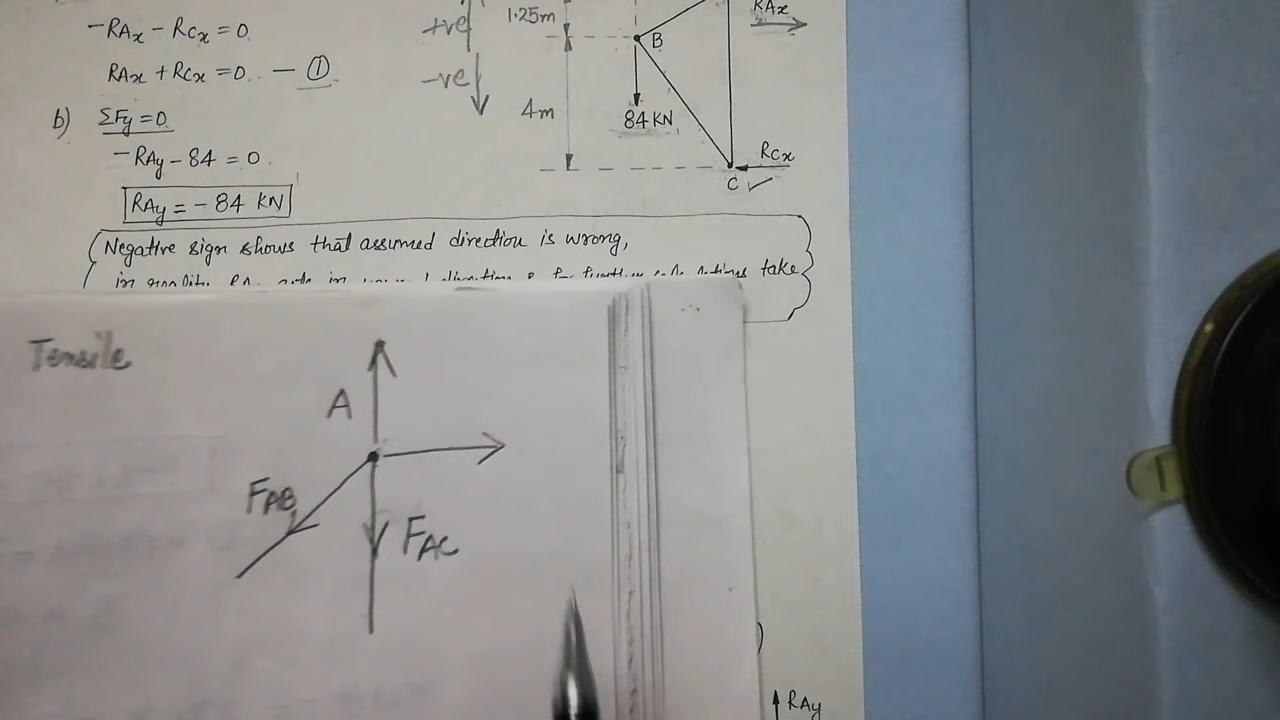 -RAx - RCx = 0
RAx + RCx = 0 - ①
b) ΣFy = 0
-RAy - 84 = 0
RAy = - 84 KN
Negative sign shows that assumed direction is wrong,
take
+ve
-ve
1.25m
4m
B
84 KN
RAx
RCx
C
Tensile
A
FAB
FAC
RAy